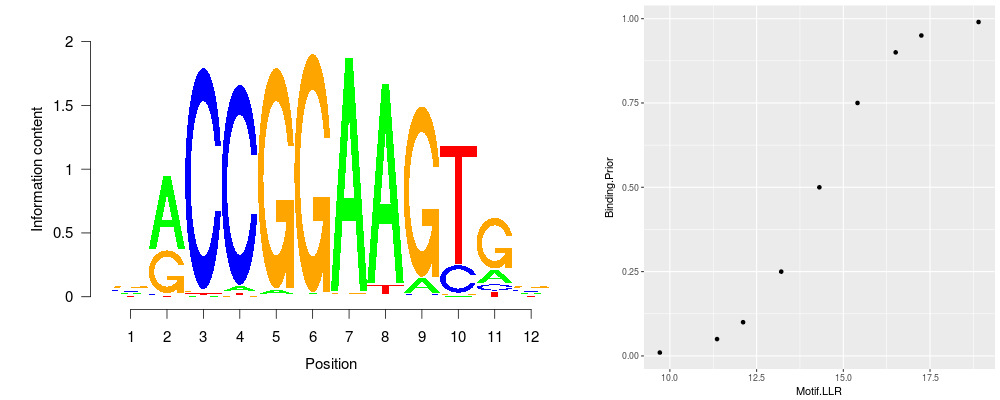 Information content
2
1.5
1
0.5
0
A G C C G G A A G T C G A
1 2 3 4 5 6 7 8 9 10 11 12
Position
Binding.Prior
1.00
0.75
0.50
0.25
0.00
10.0 12.5 15.0 17.5
Motif.LLR